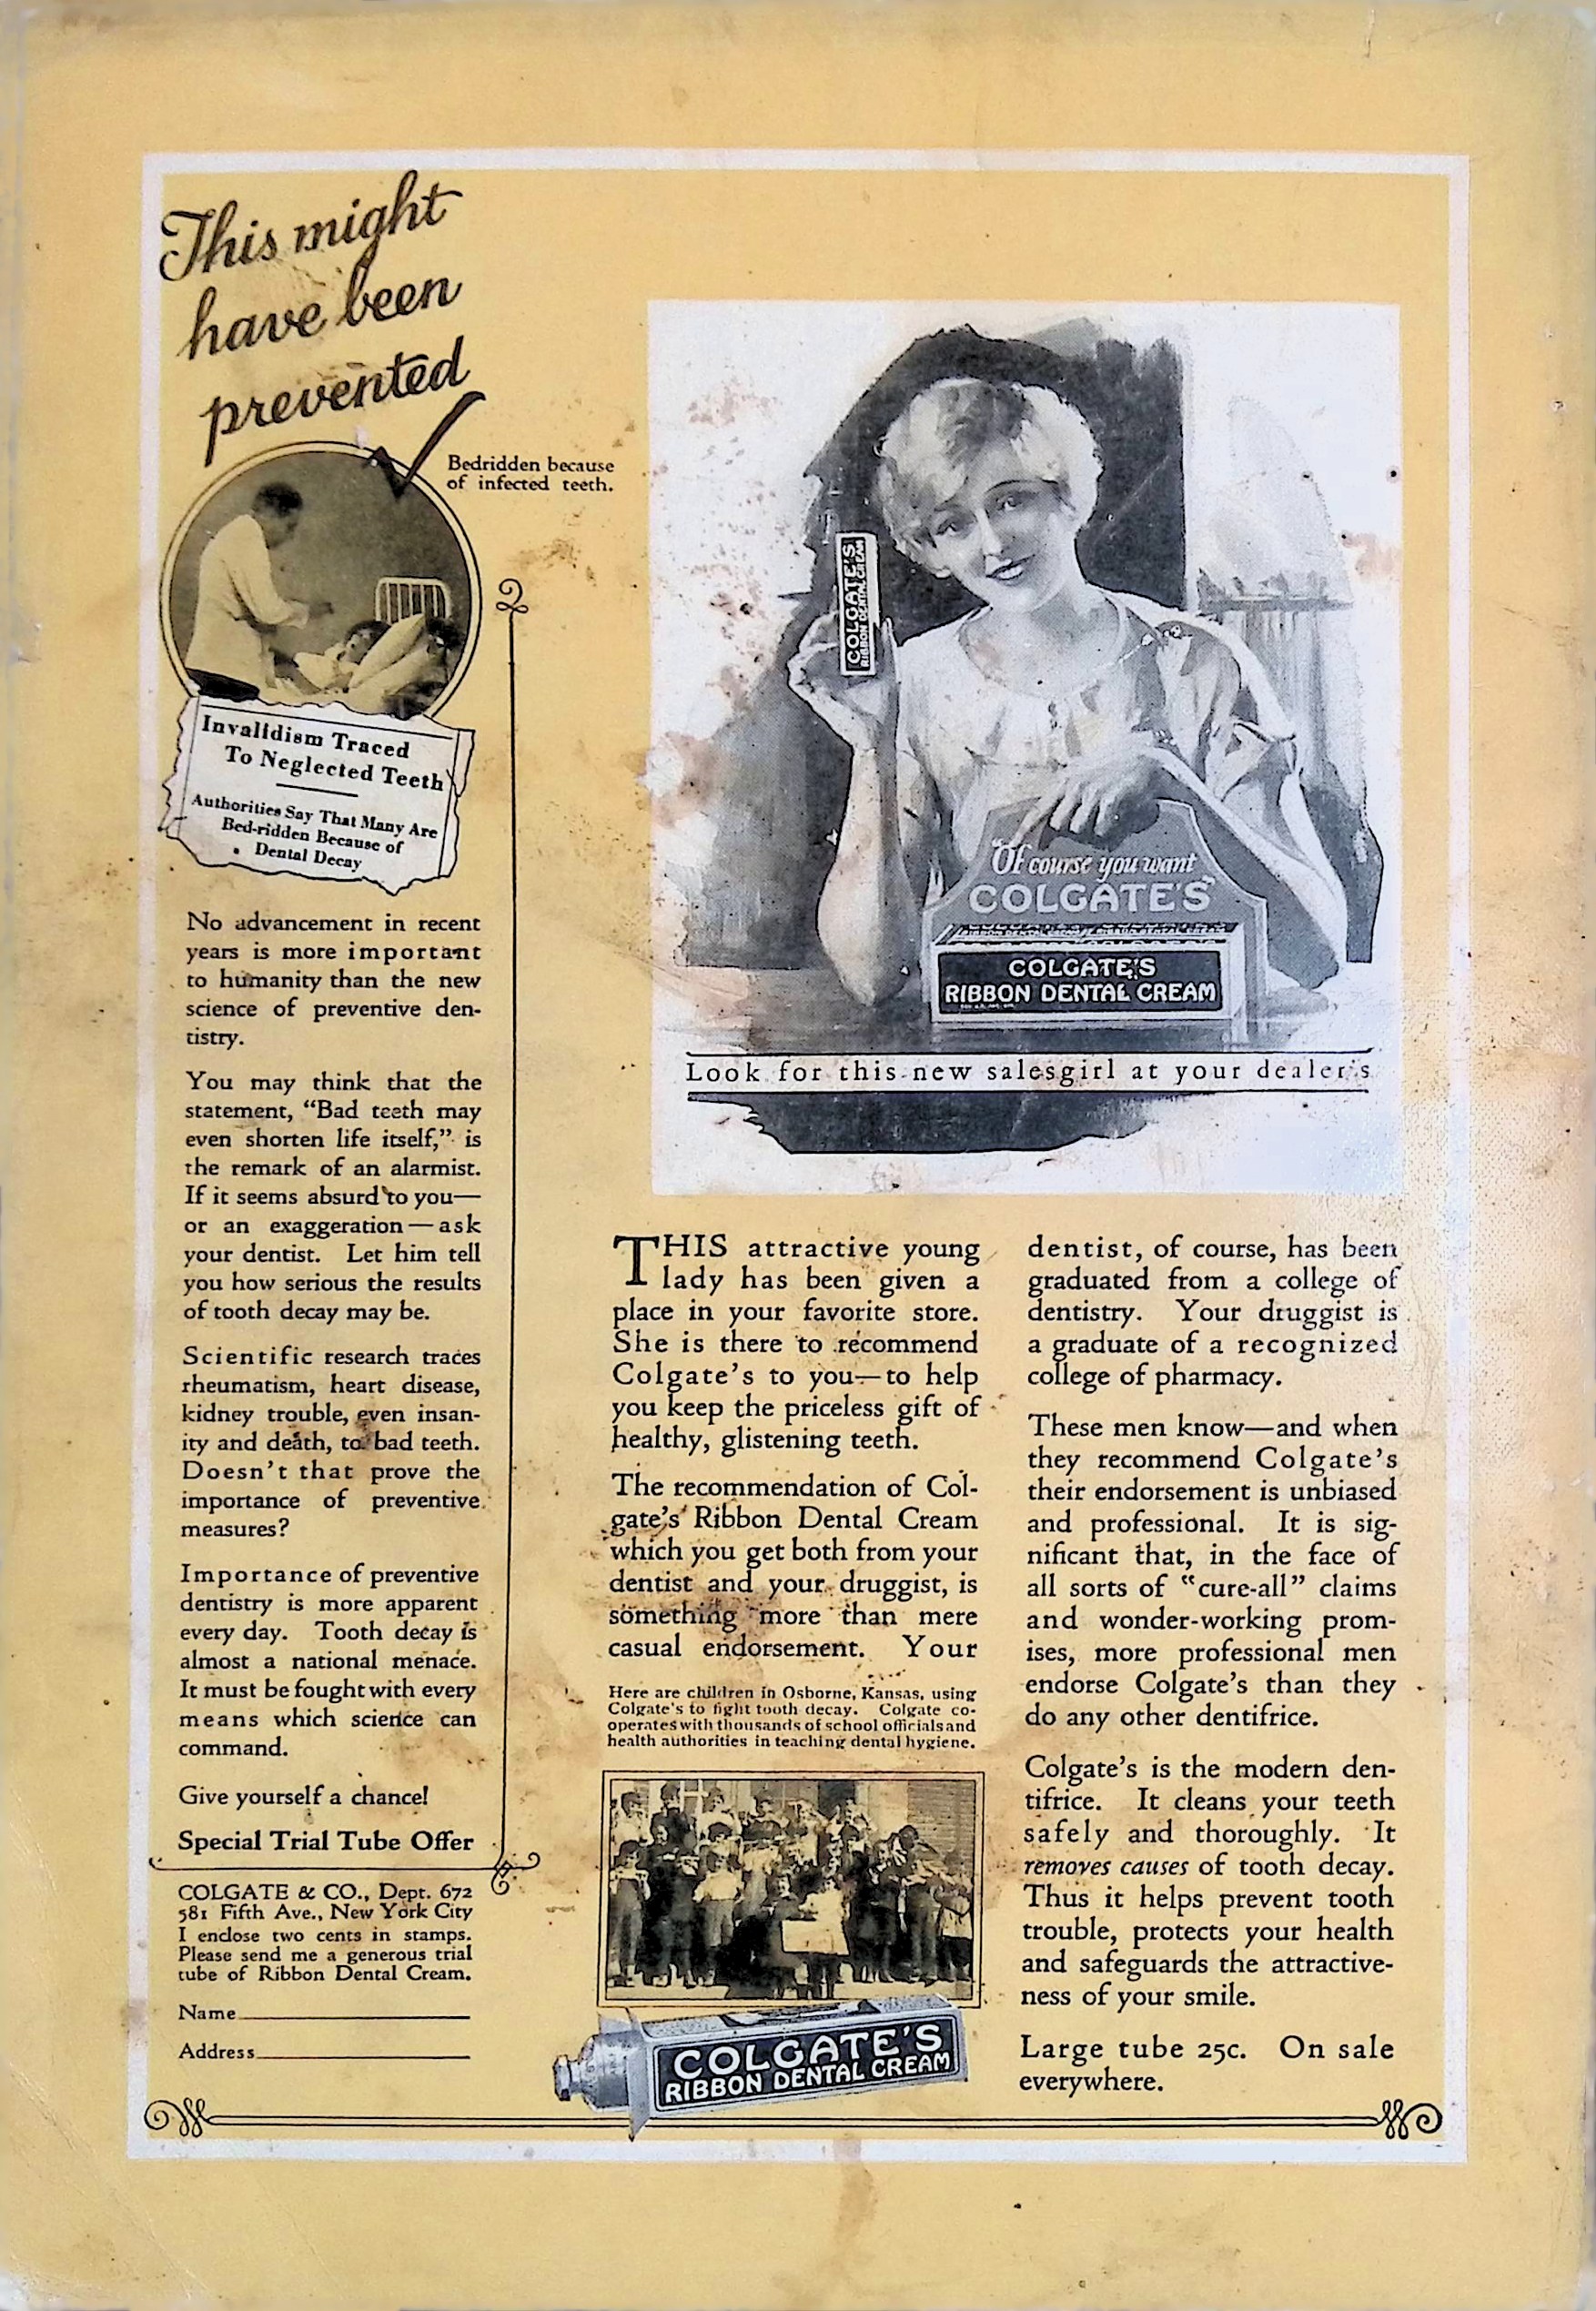 This might
have been
prevented
Bedridden because
of infected teeth.
Invalidism Traced
To Neglected Teeth
Authorities Say That Many Are
Bed-ridden Because of
Dental Decay
No advancement in recent
years is more important
to humanity than the new
science of preventive den-
tistry.
You may think that the
statement, “Bad teeth may
even shorten life itself,” is
the remark of an alarmist.
If it seems absurd to you—
or an exaggeration—ask
your dentist. Let him tell
you how serious the results
of tooth decay may be.
Scientific research traces
rheumatism, heart disease,
kidney trouble, even insan-
ity and death, to bad teeth.
Doesn't that prove the
importance of preventive
measures?
Importance of preventive
dentistry is more apparent
every day. Tooth decay is
almost a national menace.
It must be fought with every
means which science can
command.
Give yourself a chance!
Special Trial Tube Offer
COLGATE & CO., Dept. 672
581 Fifth Ave., New York City
I enclose two cents in stamps.
Please send me a generous trial
tube of Ribbon Dental Cream.
Name
Address
COLGATE'S
RIBBON DENTAL CREAM
"Of course you want
COLGATE'S"
COLGATE'S
RIBBON DENTAL CREAM
Look for this new salesgirl at your dealer's
THIS attractive young
lady has been given a
place in your favorite store.
She is there to recommend
Colgate's to you—to help
you keep the priceless gift of
healthy, glistening teeth.
The recommendation of Col-
gate's Ribbon Dental Cream
which you get both from your
dentist and your druggist, is
something more than mere
casual endorsement. Your
Here are children in Osborne, Kansas, using
Colgate's to fight tooth decay. Colgate co-
operates with thousands of school officials and
health authorities in teaching dental hygiene.
COLGATE'S
RIBBON DENTAL CREAM
dentist, of course, has been
graduated from a college of
dentistry. Your druggist is
a graduate of a recognized
college of pharmacy.
These men know—and when
they recommend Colgate's
their endorsement is unbiased
and professional. It is sig-
nificant that, in the face of
all sorts of “cure-all” claims
and wonder-working prom-
ises, more professional men
endorse Colgate's than they
do any other dentifrice.
Colgate's is the modern den-
tifrice. It cleans your teeth
safely and thoroughly. It
removes causes of tooth decay.
Thus it helps prevent tooth
trouble, protects your health
and safeguards the attractive-
ness of your smile.
Large tube 25c. On sale
everywhere.